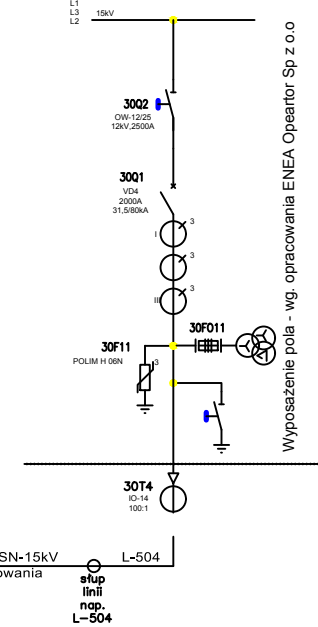 L1
L3
L2
15kV
30Q2
OW-12/25
12kV,2500A
30Q1
VD4
2000A
31,5/80kA
3
I
3
3
III
30F11
POLIM H 06N
3
30F011
Wyposażenie pola - wg. opracowania ENEA Opeartor Sp z o.o
30T4
IO-14
100:1
SN-15kV
L-504
owania
słup
linii
nap.
L-504